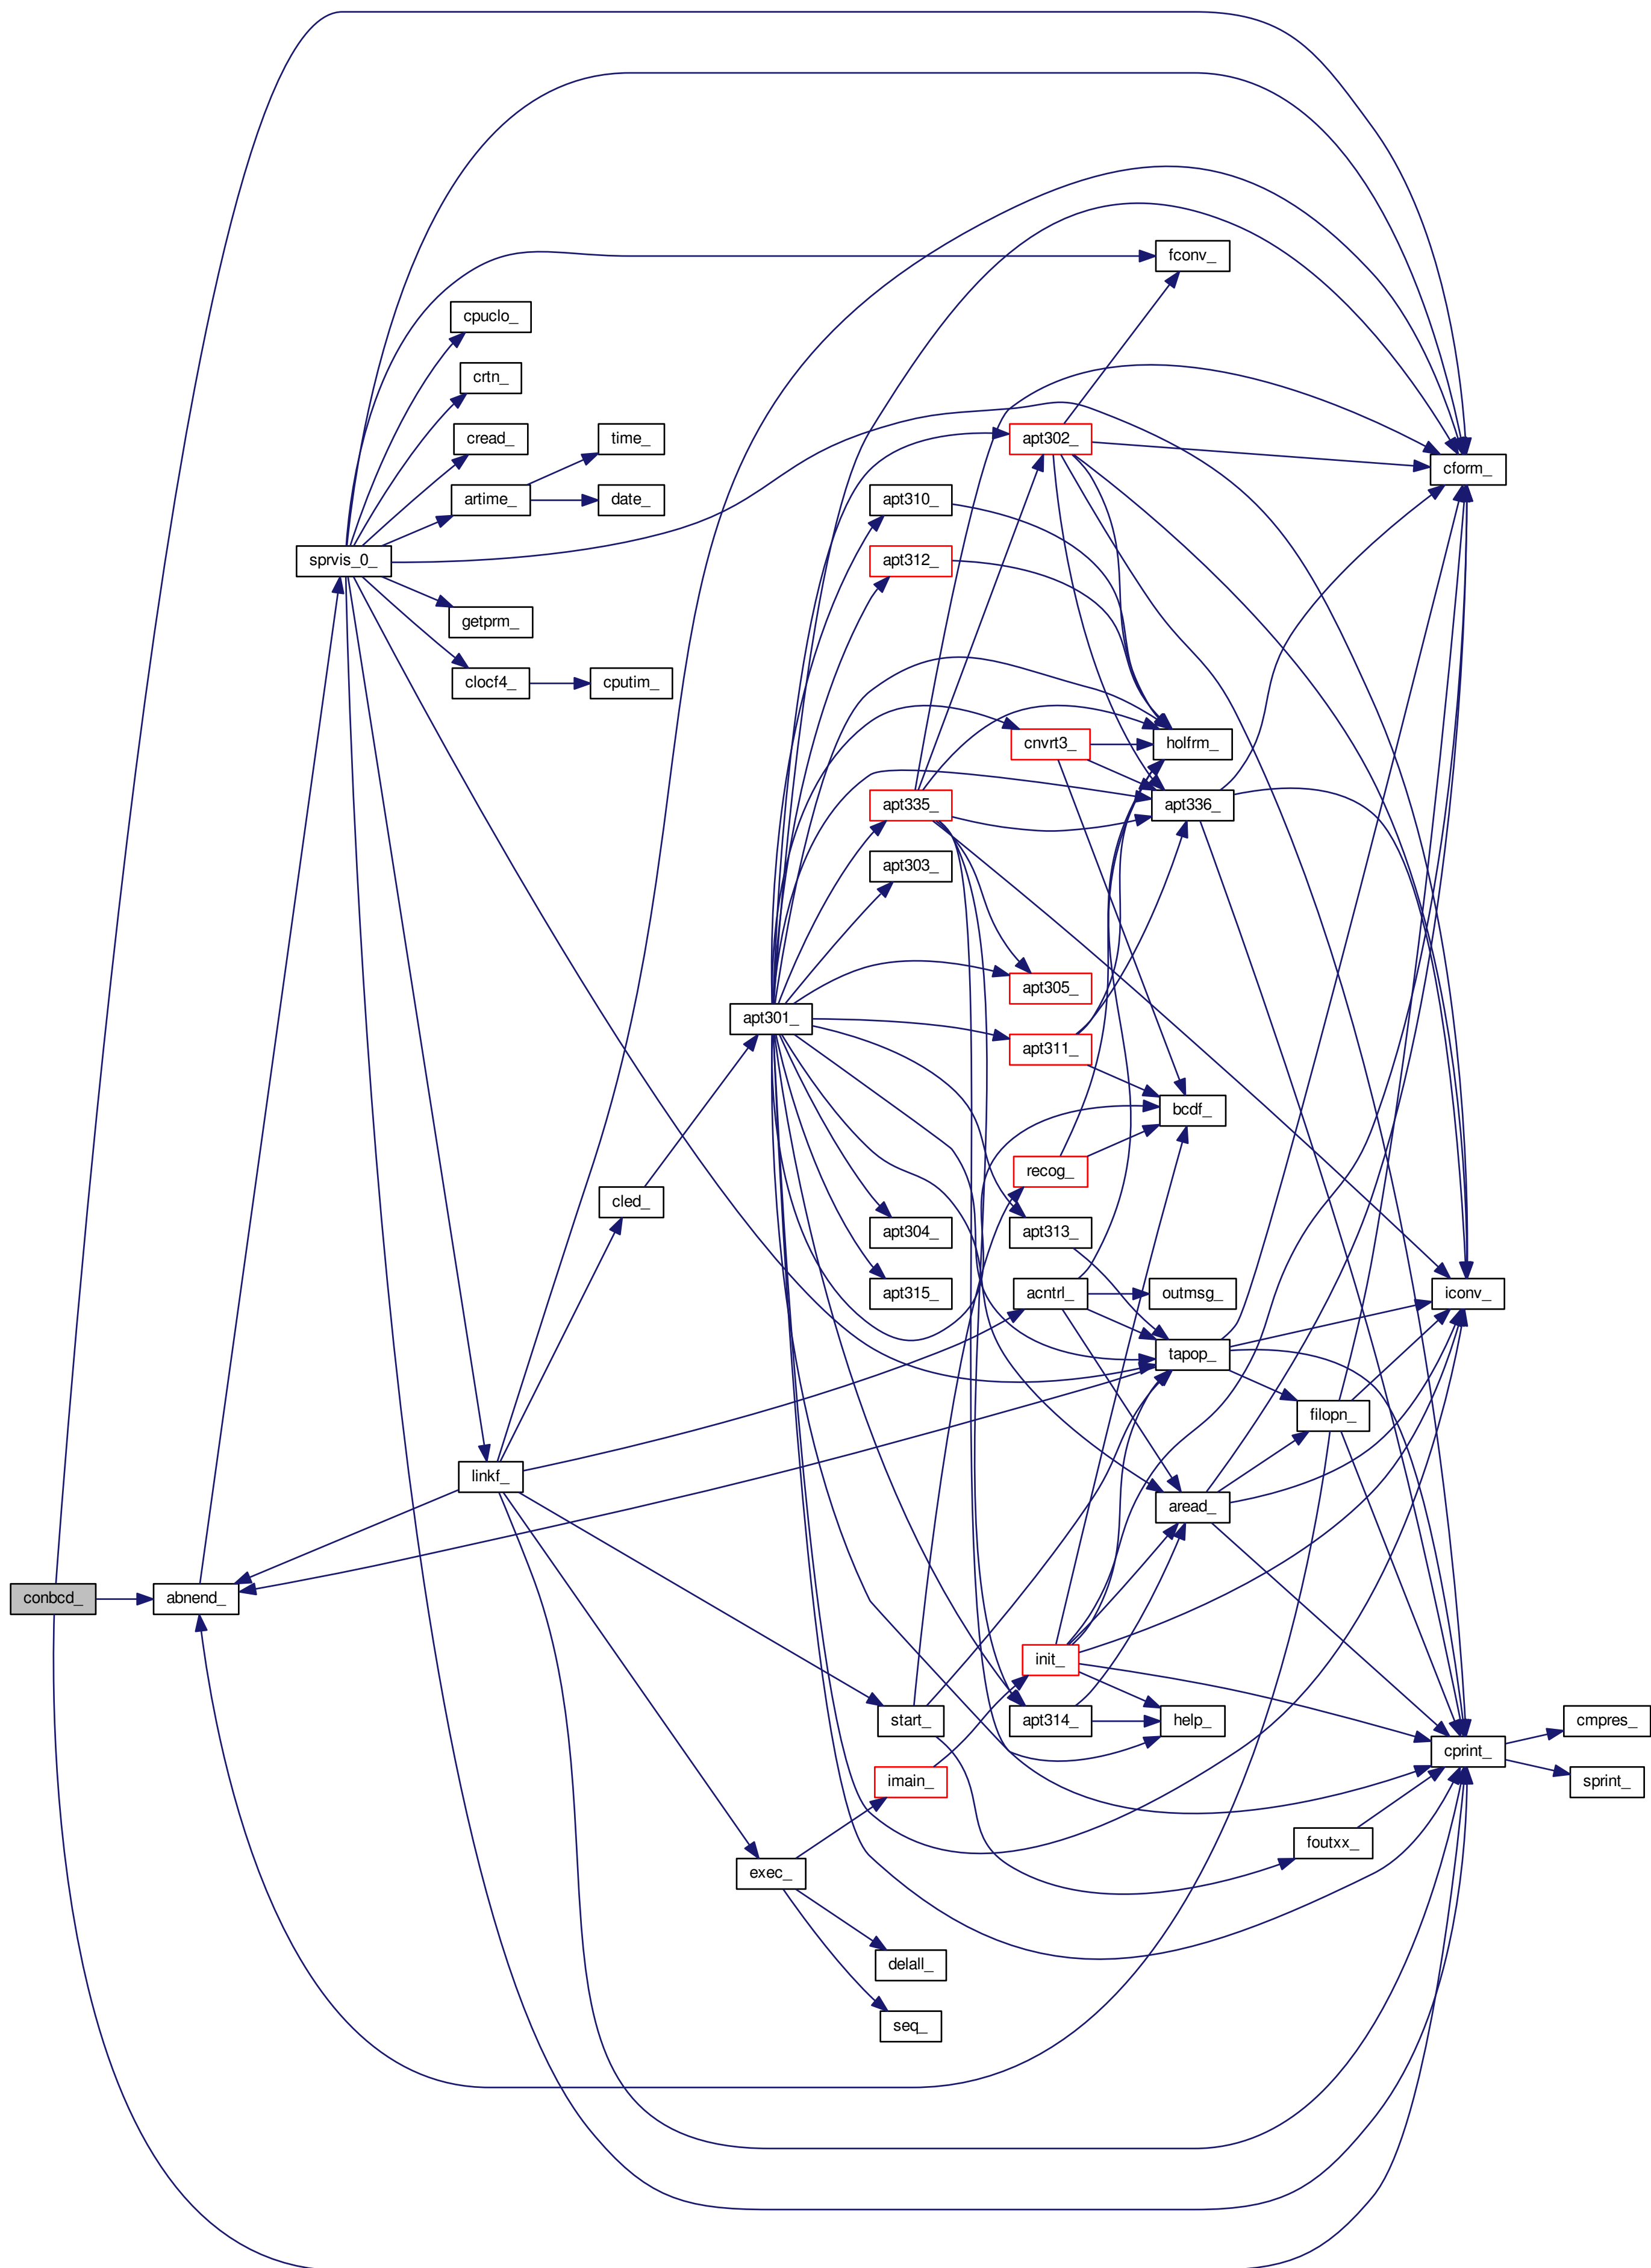 conbcd_
abnend_
sprvis_0_
cpuclo_
crtn_
cread_
artime_
getprm_
clocf4_
linkf_
time_
date_
cputim_
cled_
apt301_
exec_
apt310_
apt312_
apt335_
apt303_
apt304_
apt315_
start_
imain_
delall_
seq_
apt302_
cnvrt3_
apt305_
apt311_
recog_
apt313_
acntrl_
init_
apt314_
fconv_
holfrm_
apt336_
bcdf_
outmsg_
tapop_
aread_
help_
filopn_
foutxx_
cform_
iconv_
cprint_
cmpres_
sprint_